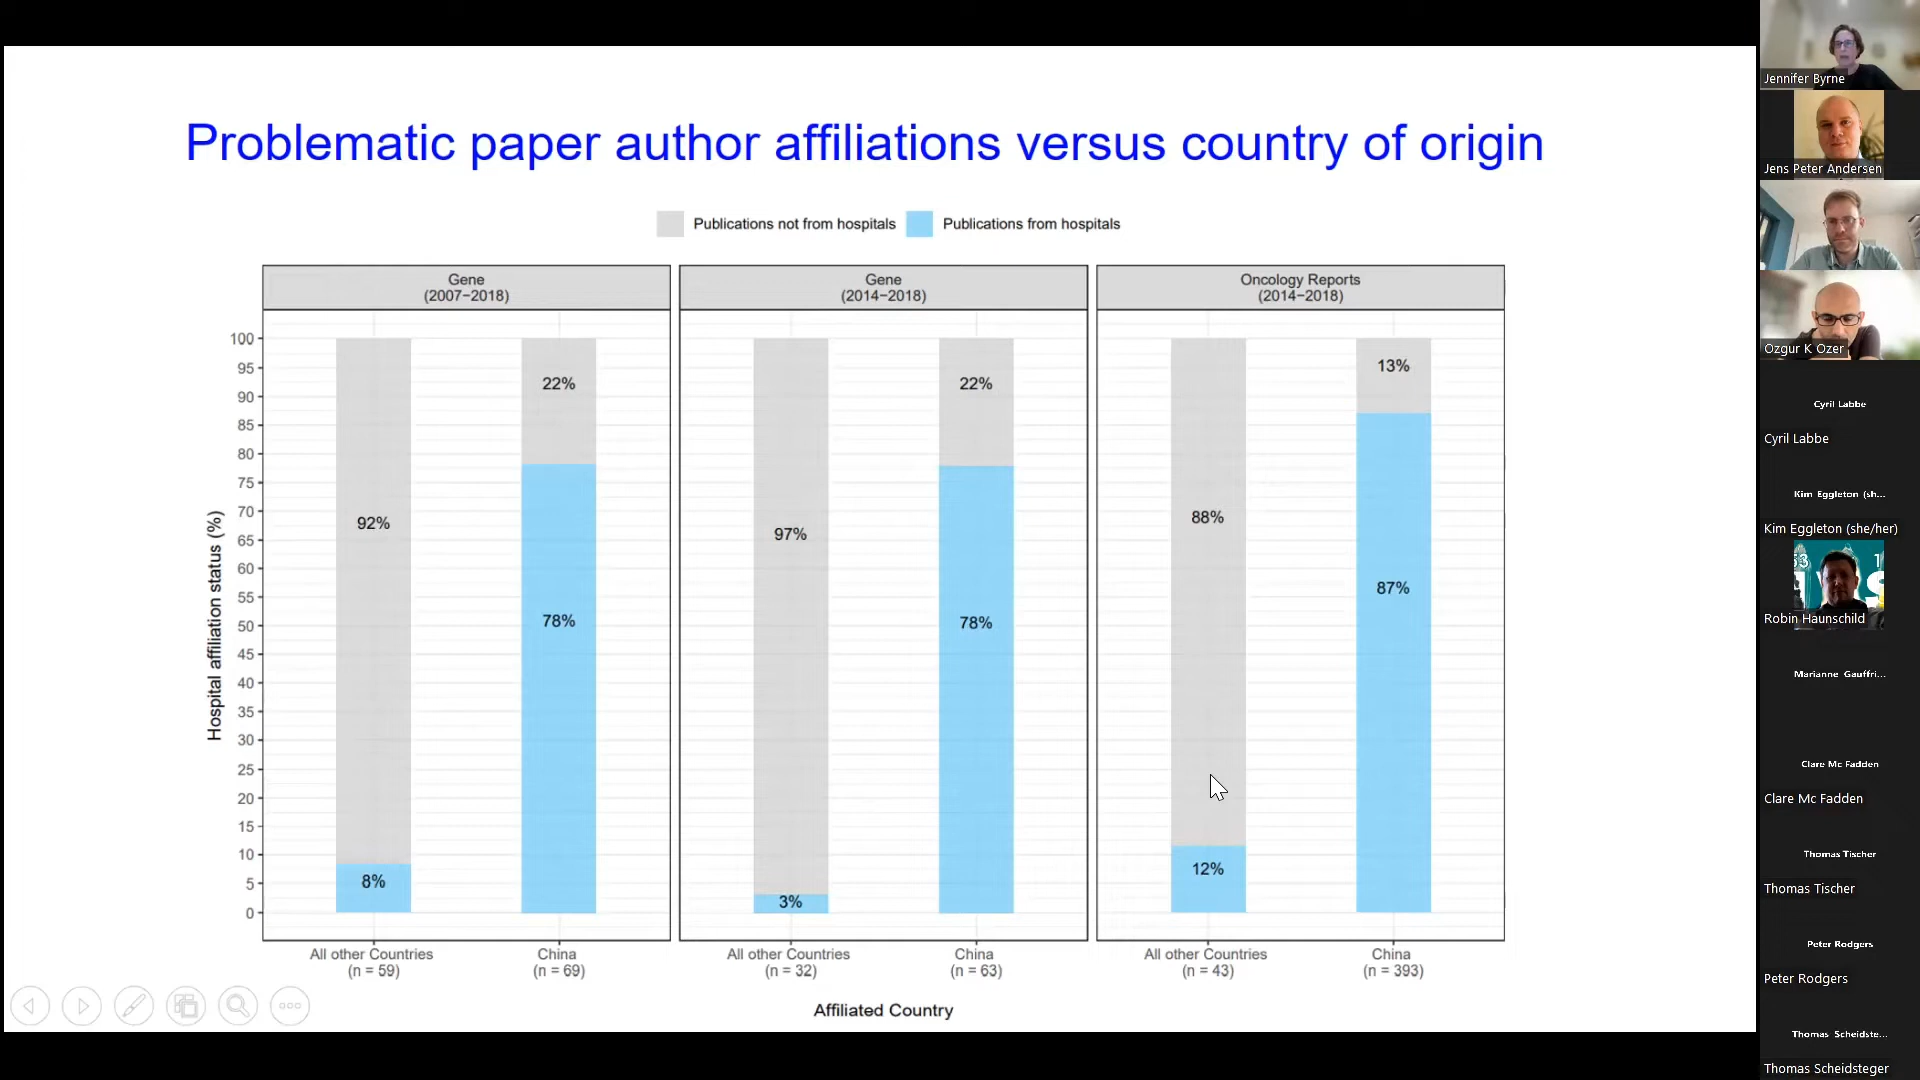 Problematic paper author affiliations versus country of origin
Publications not from hospitals
Publications from hospitals
Gene
(2007−2018)
Gene
(2014−2018)
Oncology Reports
(2014−2018)
Hospital affiliation status (%)
100
95
90
85
80
75
70
65
60
55
50
45
40
35
30
25
20
15
10
5
0
92%
8%
22%
78%
97%
3%
22%
78%
88%
12%
13%
87%
All other Countries
(n = 59)
China
(n = 69)
All other Countries
(n = 32)
China
(n = 63)
All other Countries
(n = 43)
China
(n = 393)
Affiliated Country
Jennifer Byrne
Jens Peter Andersen
Ozgur K Ozer
Cyril Labbe
Cyril Labbe
Kim Eggleton (sh...
Kim Eggleton (she/her)
Robin Haunschild
Marianne Gauffri...
Clare Mc Fadden
Clare Mc Fadden
Thomas Tischer
Thomas Tischer
Peter Rodgers
Peter Rodgers
Thomas Scheidste...
Thomas Scheidsteger